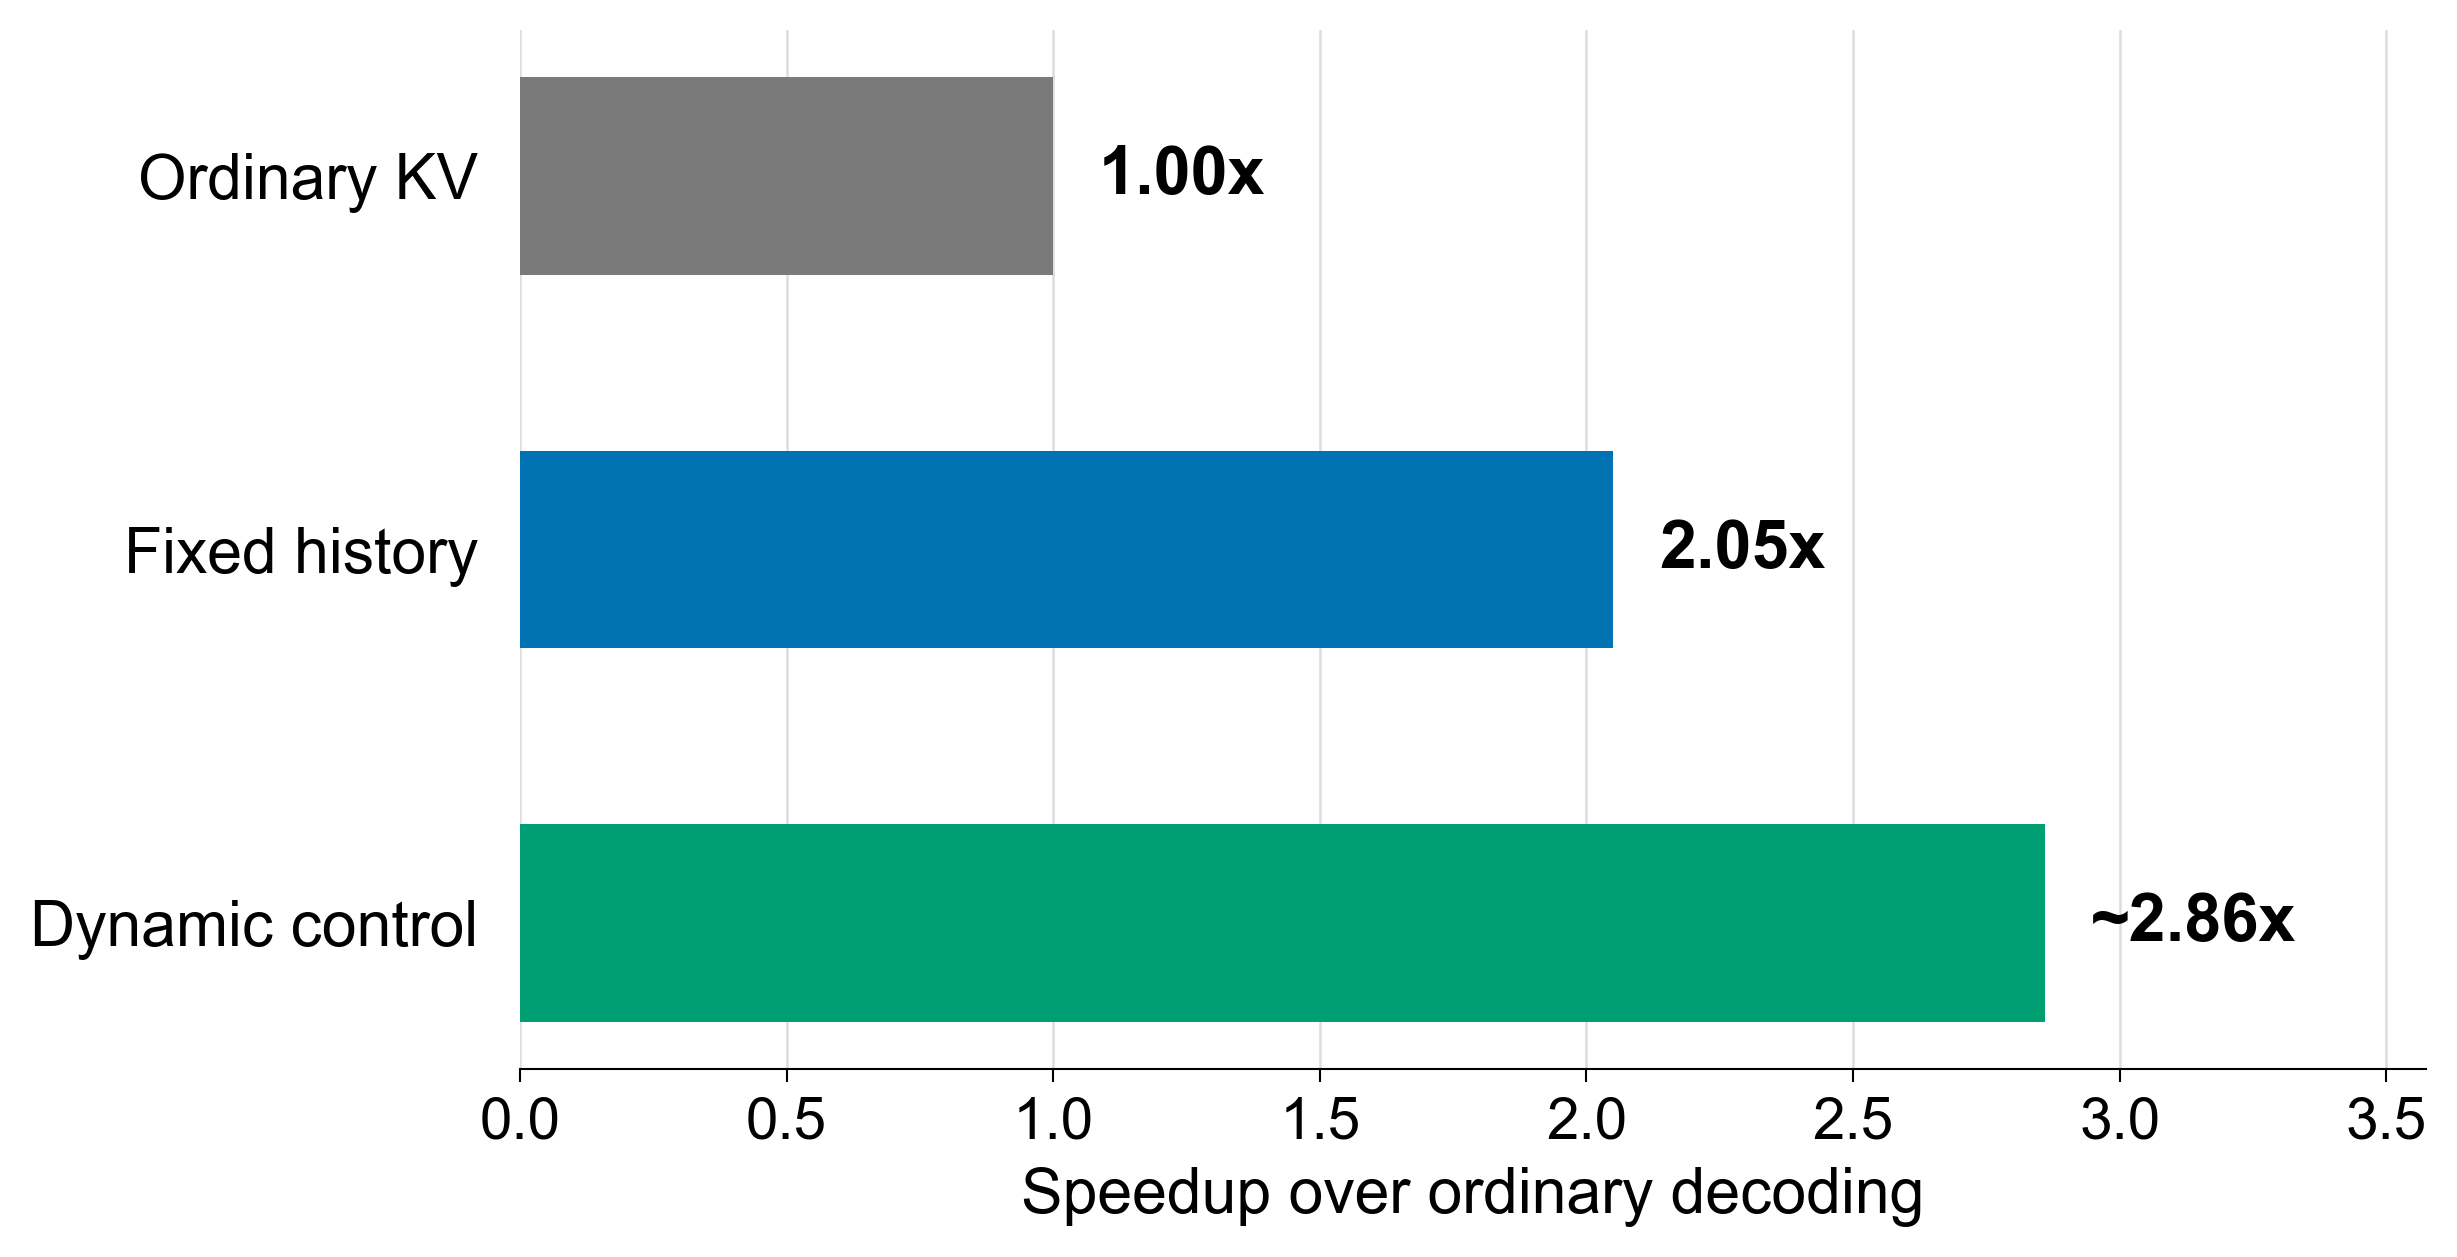 Ordinary KV
1.00x
Fixed history
2.05x
Dynamic control
~2.86x
0.0 0.5 1.0 1.5 2.0 2.5 3.0 3.5
Speedup over ordinary decoding